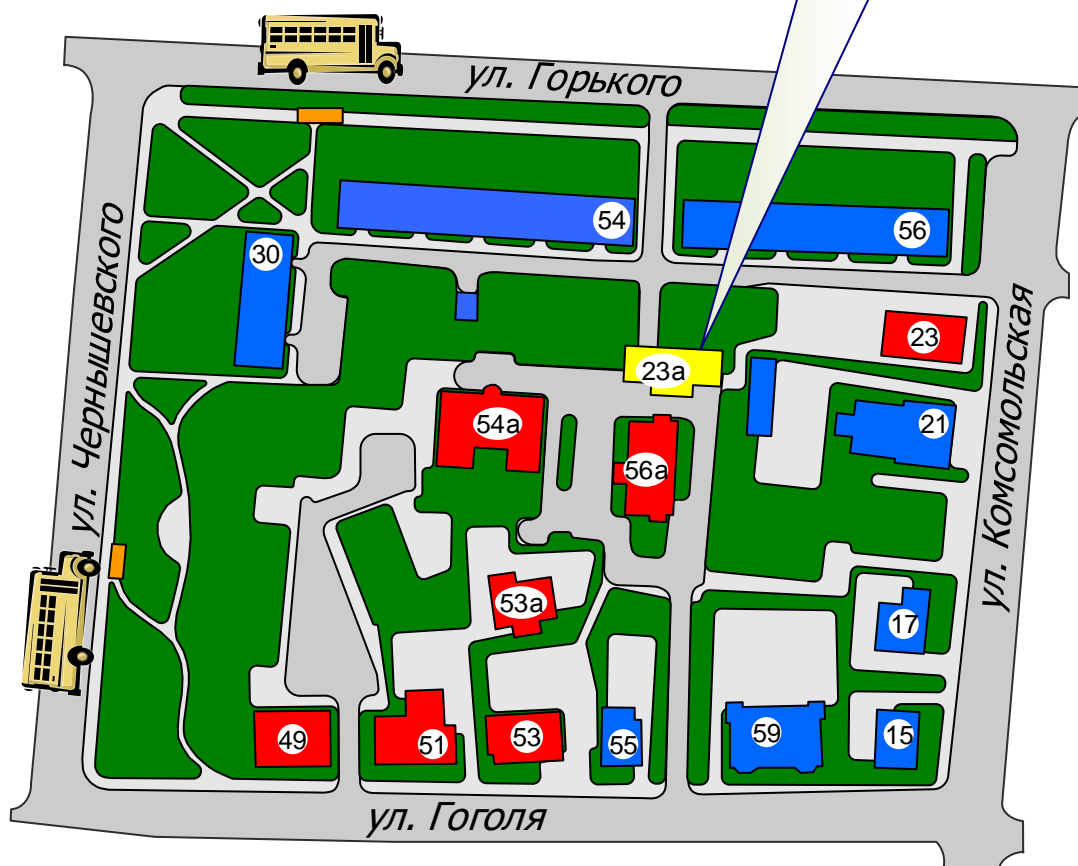 ул. Горького
54
56
30
ул. Чернышевского
ул. Комсомольская
23
23а
21
54а
56а
53а
17
49
51
53
55
59
15
ул. Гоголя